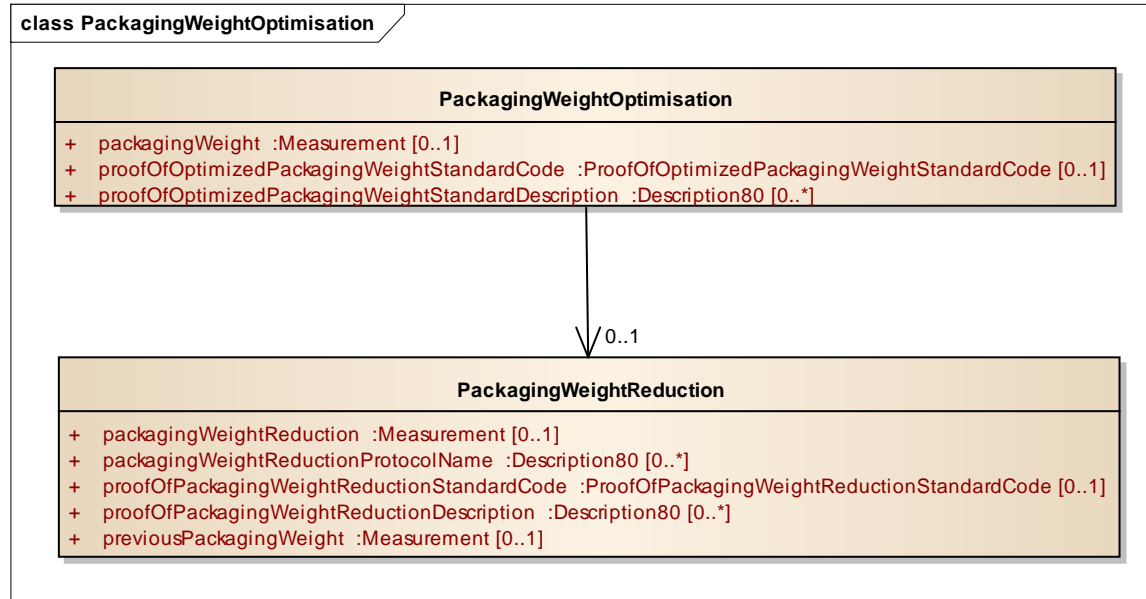 class PackagingWeightOptimisation
PackagingWeightOptimisation
+ packagingWeight :Measurement [0..1]
+ proofOfOptimizedPackagingWeightStandardCode :ProofOfOptimizedPackagingWeightStandardCode [0..1]
+ proofOfOptimizedPackagingWeightStandardDescription :Description80 [0..*]
0..1
PackagingWeightReduction
+ packagingWeightReduction :Measurement [0..1]
+ packagingWeightReductionProtocolName :Description80 [0..*]
+ proofOfPackagingWeightReductionStandardCode :ProofOfPackagingWeightReductionStandardCode [0..1]
+ proofOfPackagingWeightReductionDescription :Description80 [0..*]
+ previousPackagingWeight :Measurement [0..1]